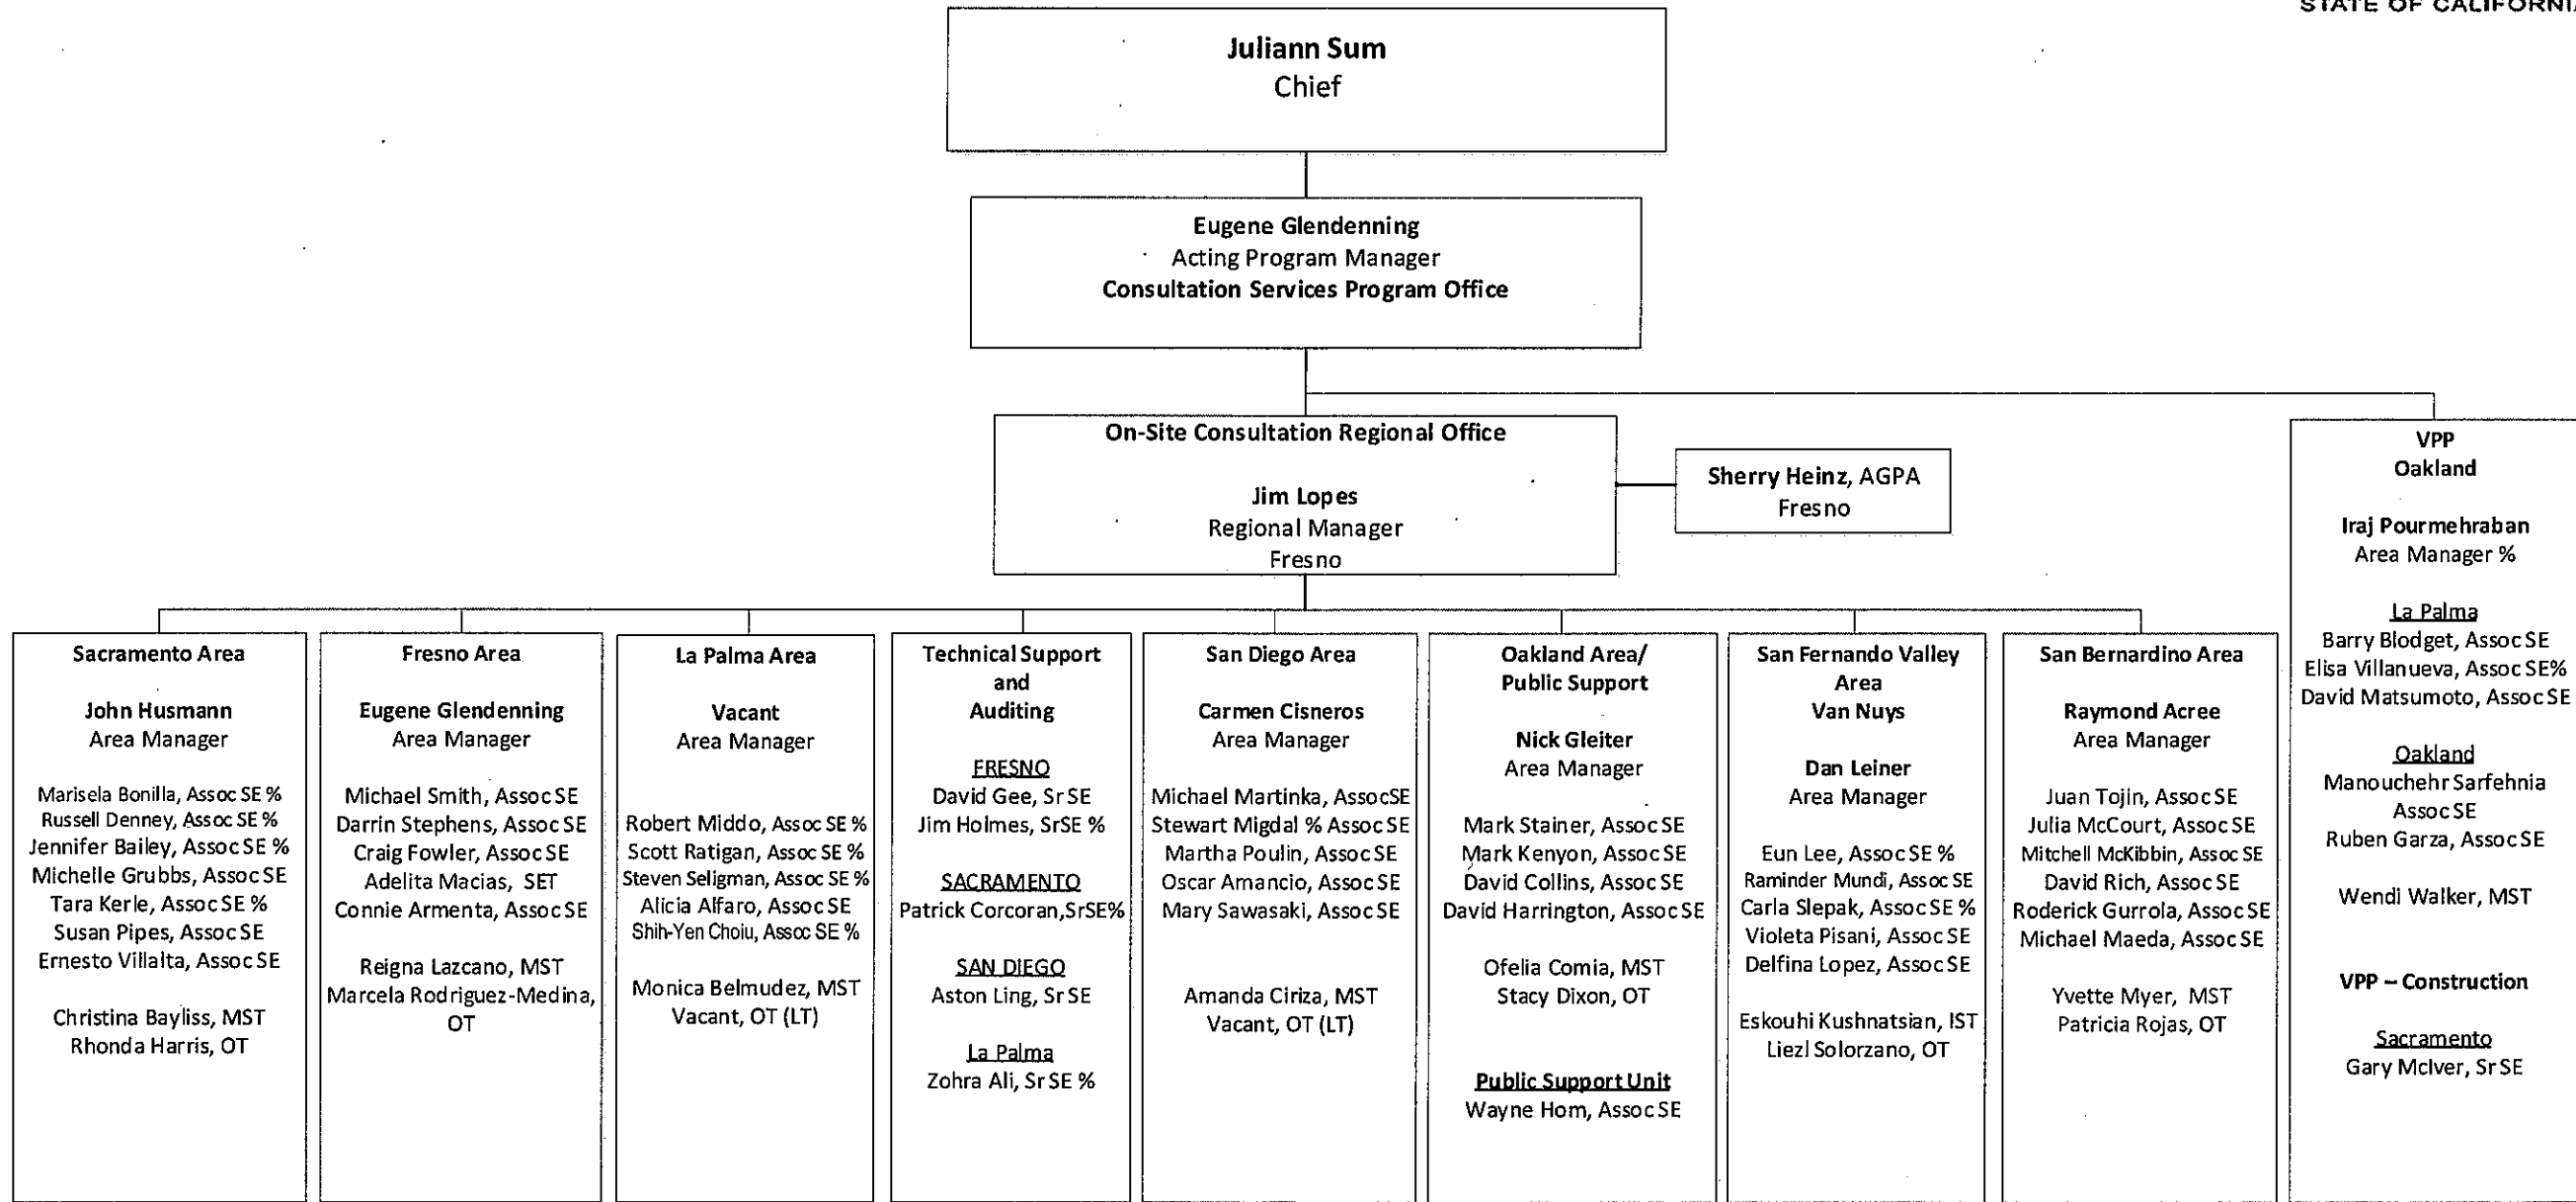 STATE OF CALIFORNIA
Juliann Sum
Chief
Eugene Glendenning
Acting Program Manager
Consultation Services Program Office
On-Site Consultation Regional Office
Jim Lopes
Regional Manager
Fresno
Sherry Heinz, AGPA
Fresno
Sacramento Area
John Husmann
Area Manager
Marisela Bonilla, Assoc SE %
Russell Denney, Assoc SE %
Jennifer Bailey, Assoc SE %
Michelle Grubbs, Assoc SE
Tara Kerle, Assoc SE %
Susan Pipes, Assoc SE
Ernesto Villalta, Assoc SE
Christina Bayliss, MST
Rhonda Harris, OT
Fresno Area
Eugene Glendenning
Area Manager
Michael Smith, Assoc SE
Darrin Stephens, Assoc SE
Craig Fowler, Assoc SE
Adelita Macias, SET
Connie Armenta, Assoc SE
Reigna Lazcano, MST
Marcela Rodriguez-Medina,
OT
La Palma Area
Vacant
Area Manager
Robert Middo, Assoc SE %
Scott Ratigan, Assoc SE %
Steven Seligman, Assoc SE %
Alicia Alfaro, Assoc SE
Shih-Yen Choiu, Assoc SE %
Monica Belmudez, MST
Vacant, OT (LT)
Technical Support
and
Auditing
FRESNO
David Gee, Sr SE
Jim Holmes, Sr SE %
SACRAMENTO
Patrick Corcoran, Sr SE%
SAN DIEGO
Aston Ling, Sr SE
La Palma
Zohra Ali, Sr SE %
San Diego Area
Carmen Cisneros
Area Manager
Michael Martinka, Assoc SE
Stewart Migdal % Assoc SE
Martha Poulin, Assoc SE
Oscar Amancio, Assoc SE
Mary Sawasaki, Assoc SE
Amanda Ciriza, MST
Vacant, OT (LT)
Oakland Area/
Public Support
Nick Gleiter
Area Manager
Mark Stainer, Assoc SE
Mark Kenyon, Assoc SE
David Collins, Assoc SE
David Harrington, Assoc SE
Ofelia Comia, MST
Stacy Dixon, OT
Public Support Unit
Wayne Hom, Assoc SE
San Fernando Valley
Area
Van Nuys
Dan Leiner
Area Manager
Eun Lee, Assoc SE %
Raminder Mundi, Assoc SE
Carla Slepak, Assoc SE %
Violeta Pisani, Assoc SE
Delfina Lopez, Assoc SE
Eskouhi Kushnatsian, IST
Liezl Solorzano, OT
San Bernardino Area
Raymond Acree
Area Manager
Juan Tojin, Assoc SE
Julia McCourt, Assoc SE
Mitchell McKibbin, Assoc SE
David Rich, Assoc SE
Roderick Gurrola, Assoc SE
Michael Maeda, Assoc SE
Yvette Myer, MST
Patricia Rojas, OT
VPP
Oakland
Iraj Pourmehraban
Area Manager %
La Palma
Barry Blodget, Assoc SE
Elisa Villanueva, Assoc SE%
David Matsumoto, Assoc SE
Oakland
Manouchehr Sarfehnia
Assoc SE
Ruben Garza, Assoc SE
Wendi Walker, MST
VPP – Construction
Sacramento
Gary McIver, Sr SE